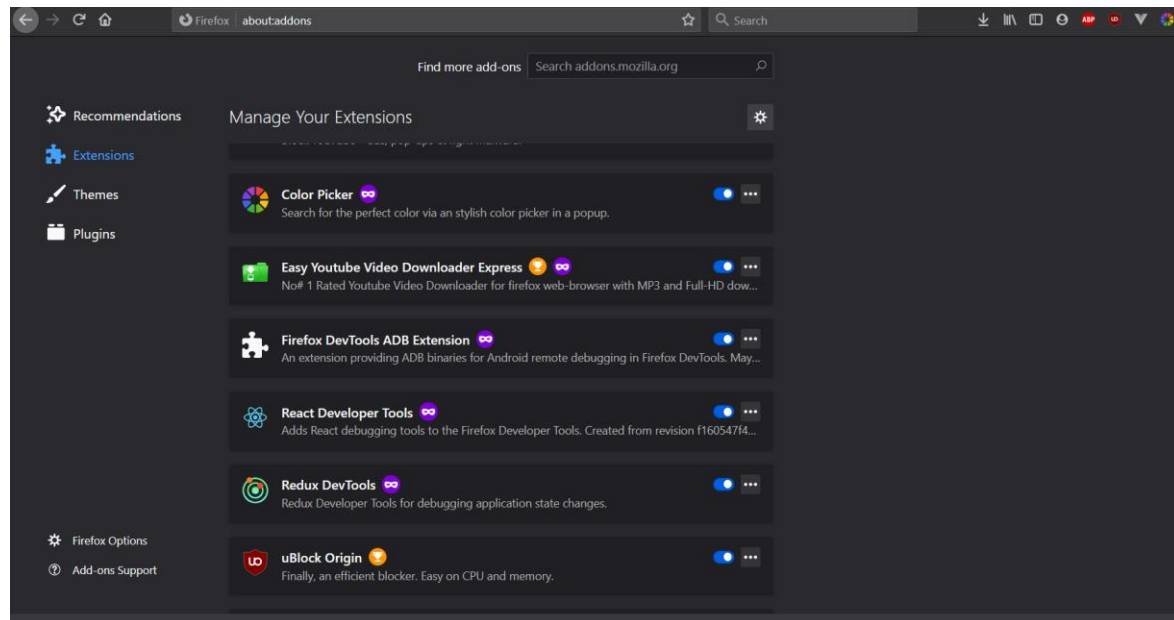 Firefox about:addons Search ABP
Find more add-ons Search addons.mozilla.org
Recommendations
Extensions
Themes
Plugins
Firefox Options
Add-ons Support
Manage Your Extensions
Color Picker
Search for the perfect color via an stylish color picker in a popup.
Easy Youtube Video Downloader Express
No# 1 Rated Youtube Video Downloader for firefox web-browser with MP3 and Full-HD dow...
Firefox DevTools ADB Extension
An extension providing ADB binaries for Android remote debugging in Firefox DevTools. May...
React Developer Tools
Adds React debugging tools to the Firefox Developer Tools. Created from revision f160547f4...
Redux DevTools
Redux Developer Tools for debugging application state changes.
uBlock Origin
Finally, an efficient blocker. Easy on CPU and memory.